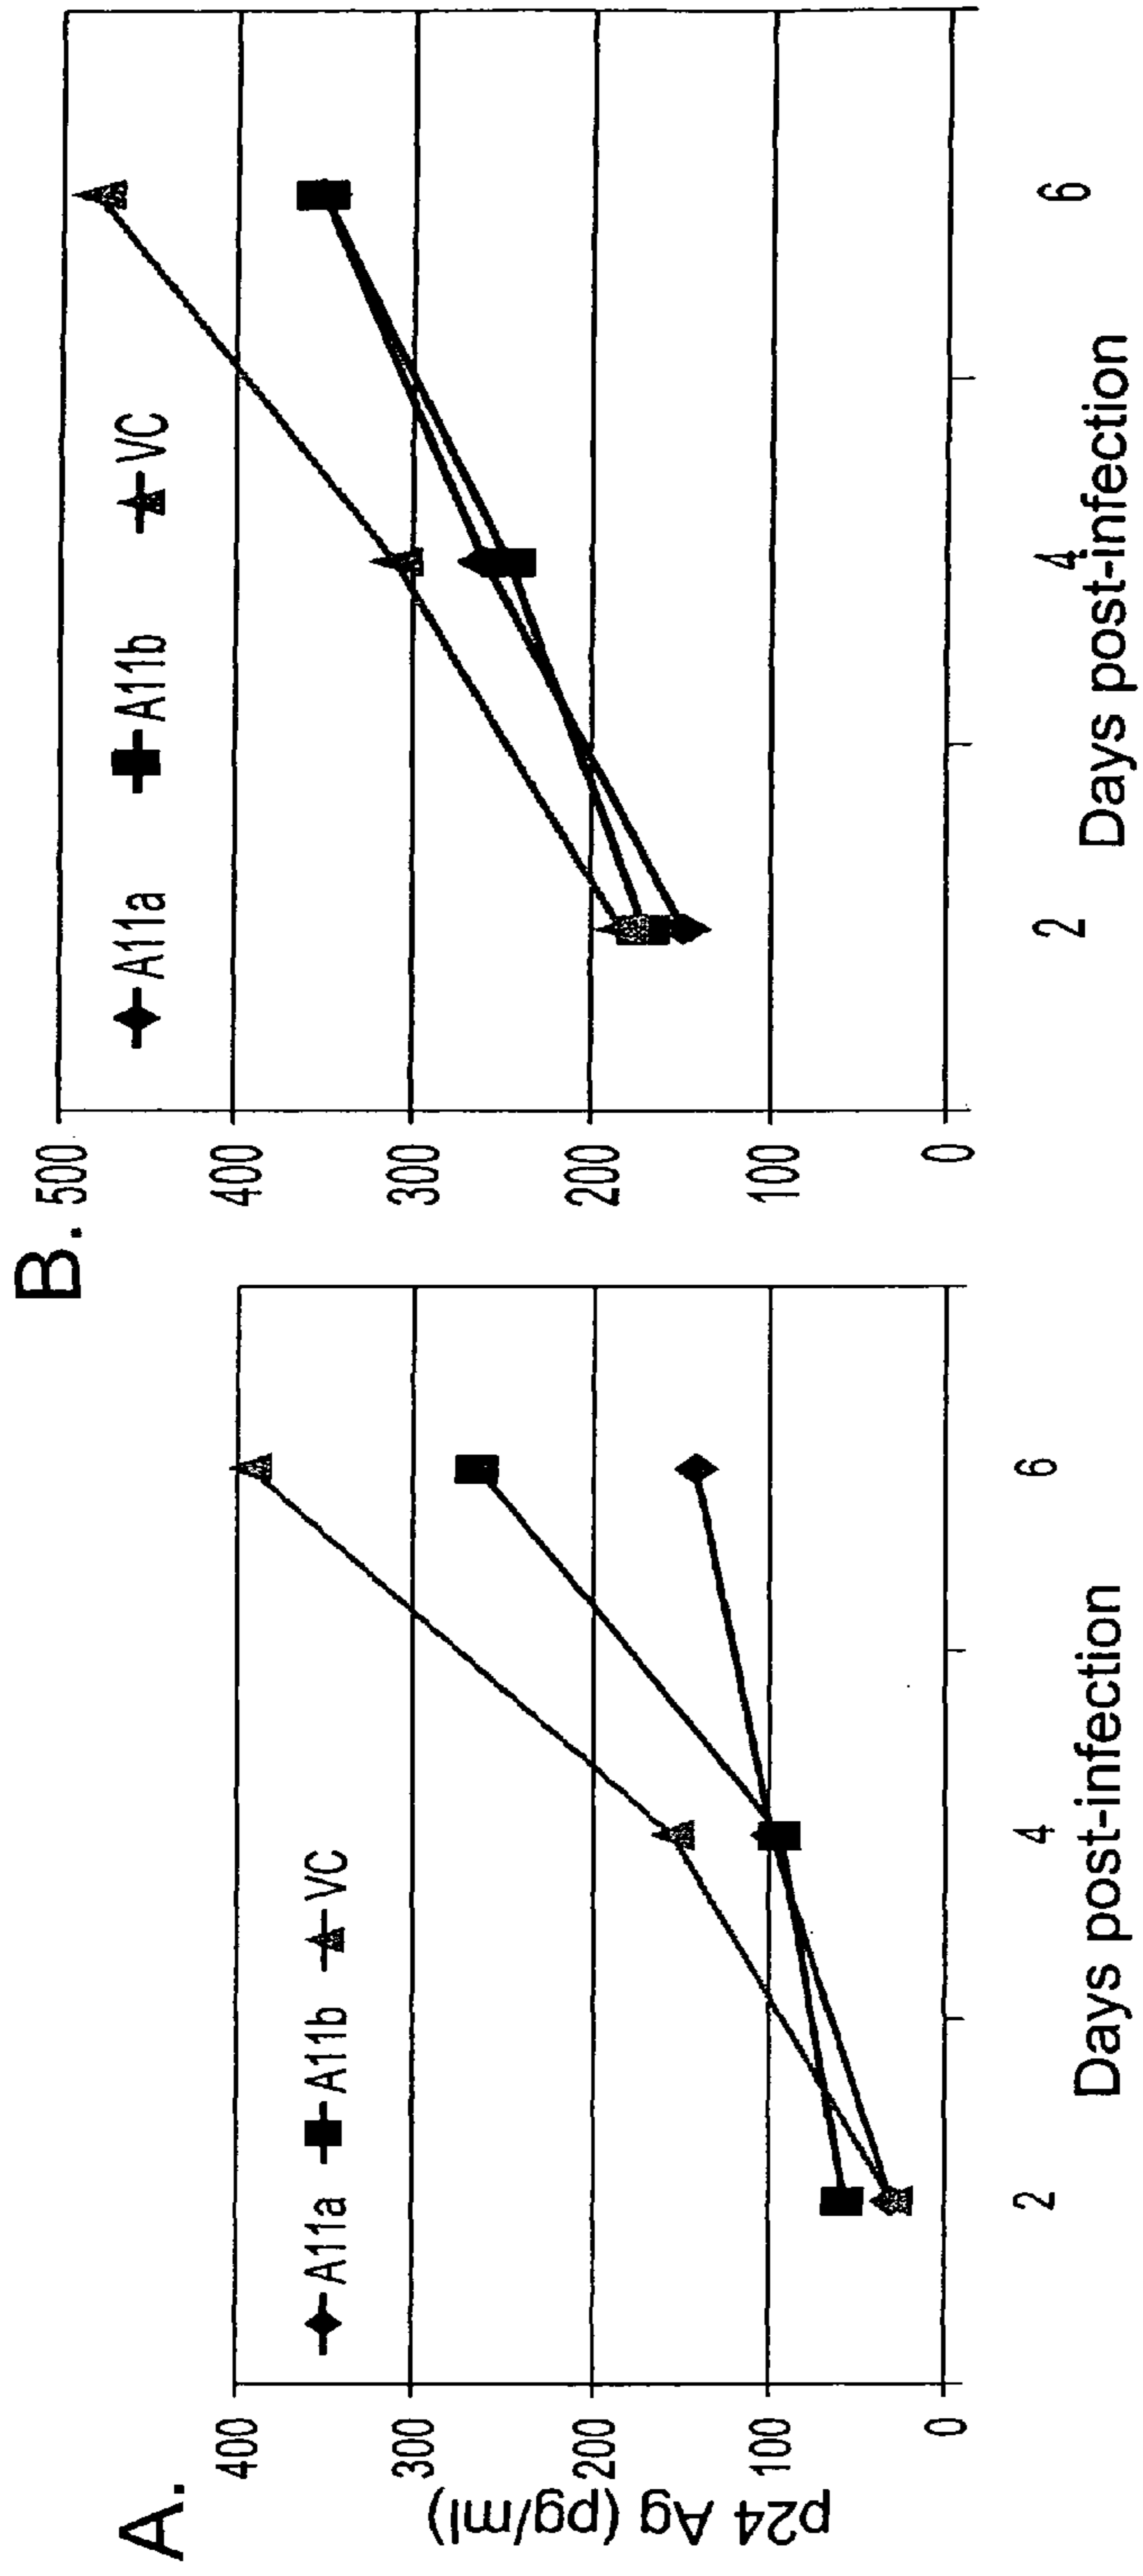 A.
p24 Ag (pg/ml)
400
300
200
100
0
A11a A11b VC
2 4 6
Days post-infection
B.
500
400
300
200
100
0
A11a A11b VC
2 4 6
Days post-infection